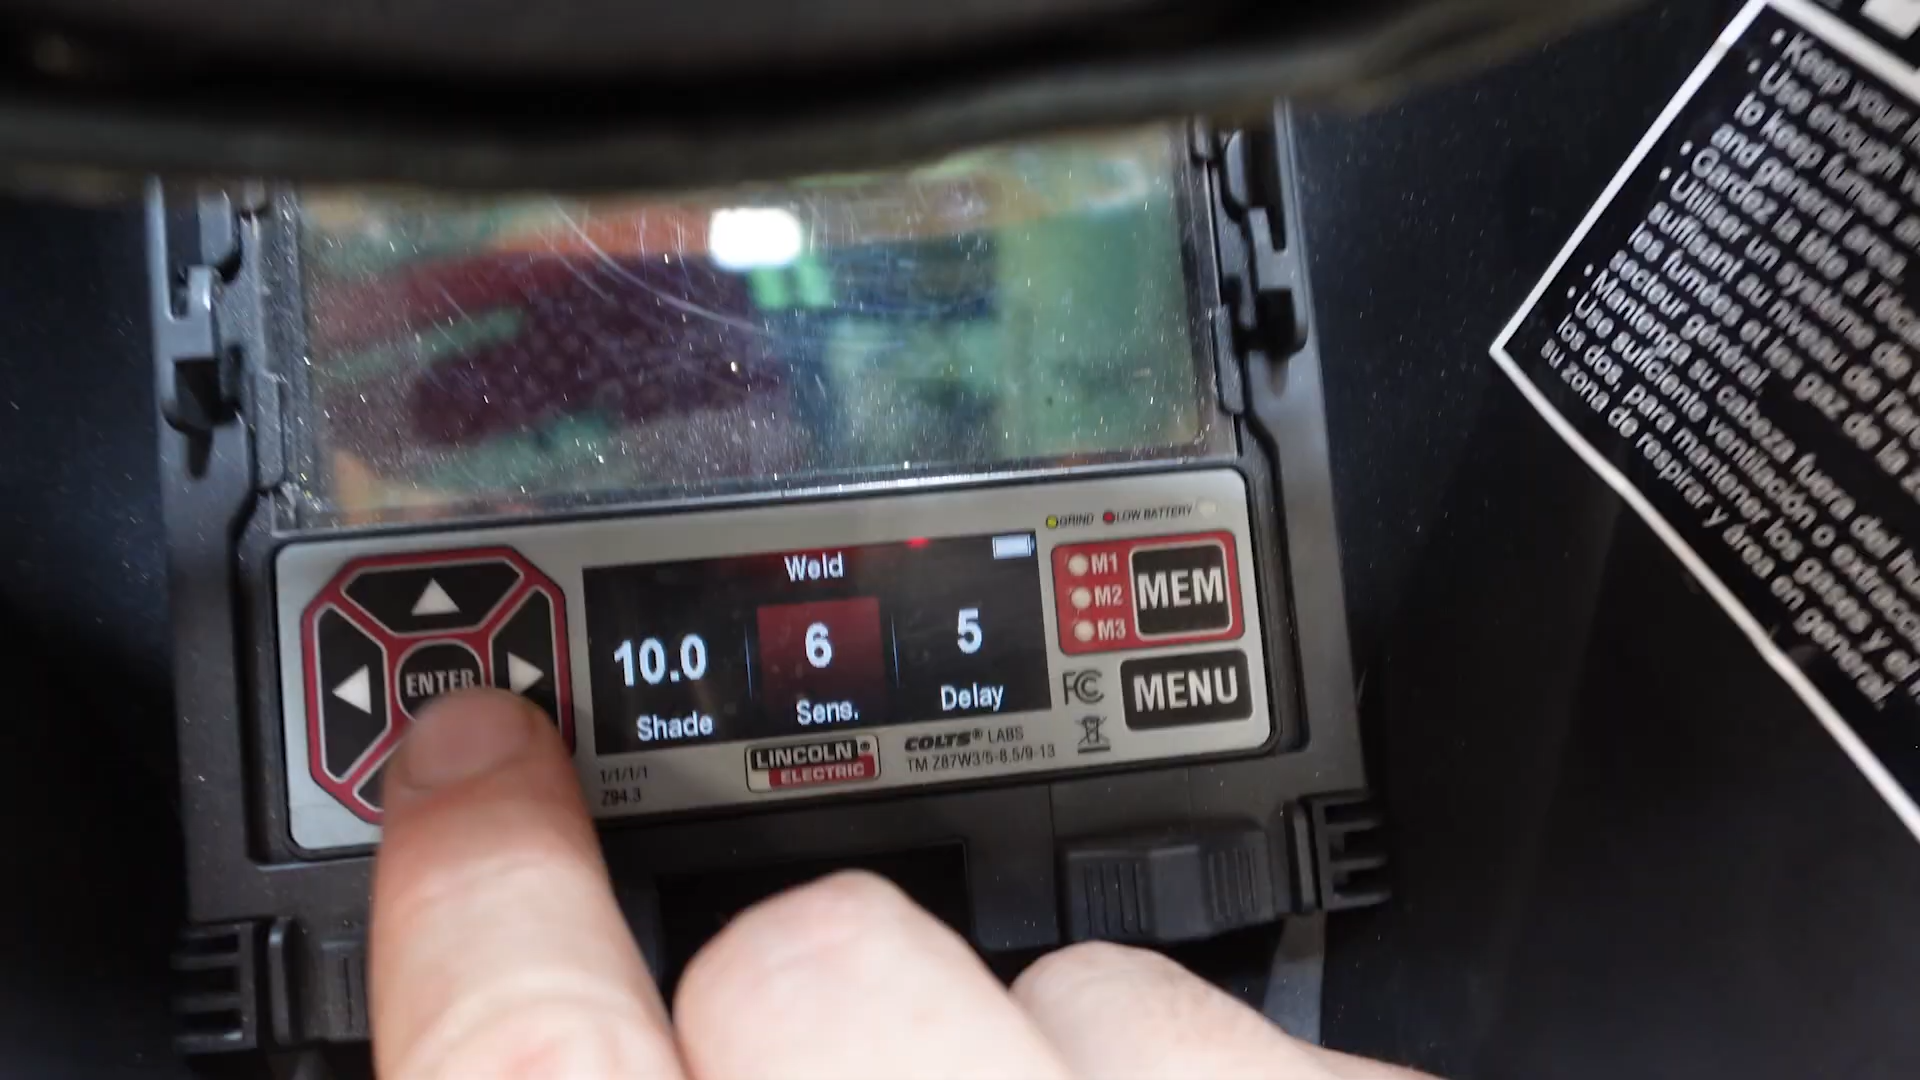 GRIND LOW BATTERY
Weld
10.0
6
5
Shade
Sens.
Delay
ENTER
M1
M2
M3
MEM
MENU
FC
LINCOLN ®
ELECTRIC
COLTS® LABS
TM Z87W3/5-8.5/9-13
1/1/1/1
Z94.3
• Keep your
• Use enough
to keep fumes
and general area.
• Gardez la tête à
• Utiliser un système de
suffisant au niveau de
les fumées et les gaz de la
secteur général.
• Mantenga su cabeza fuera del
• Use suficiente ventilación o
los dos, para mantener los gases y el
su zona de respirar y área en general.